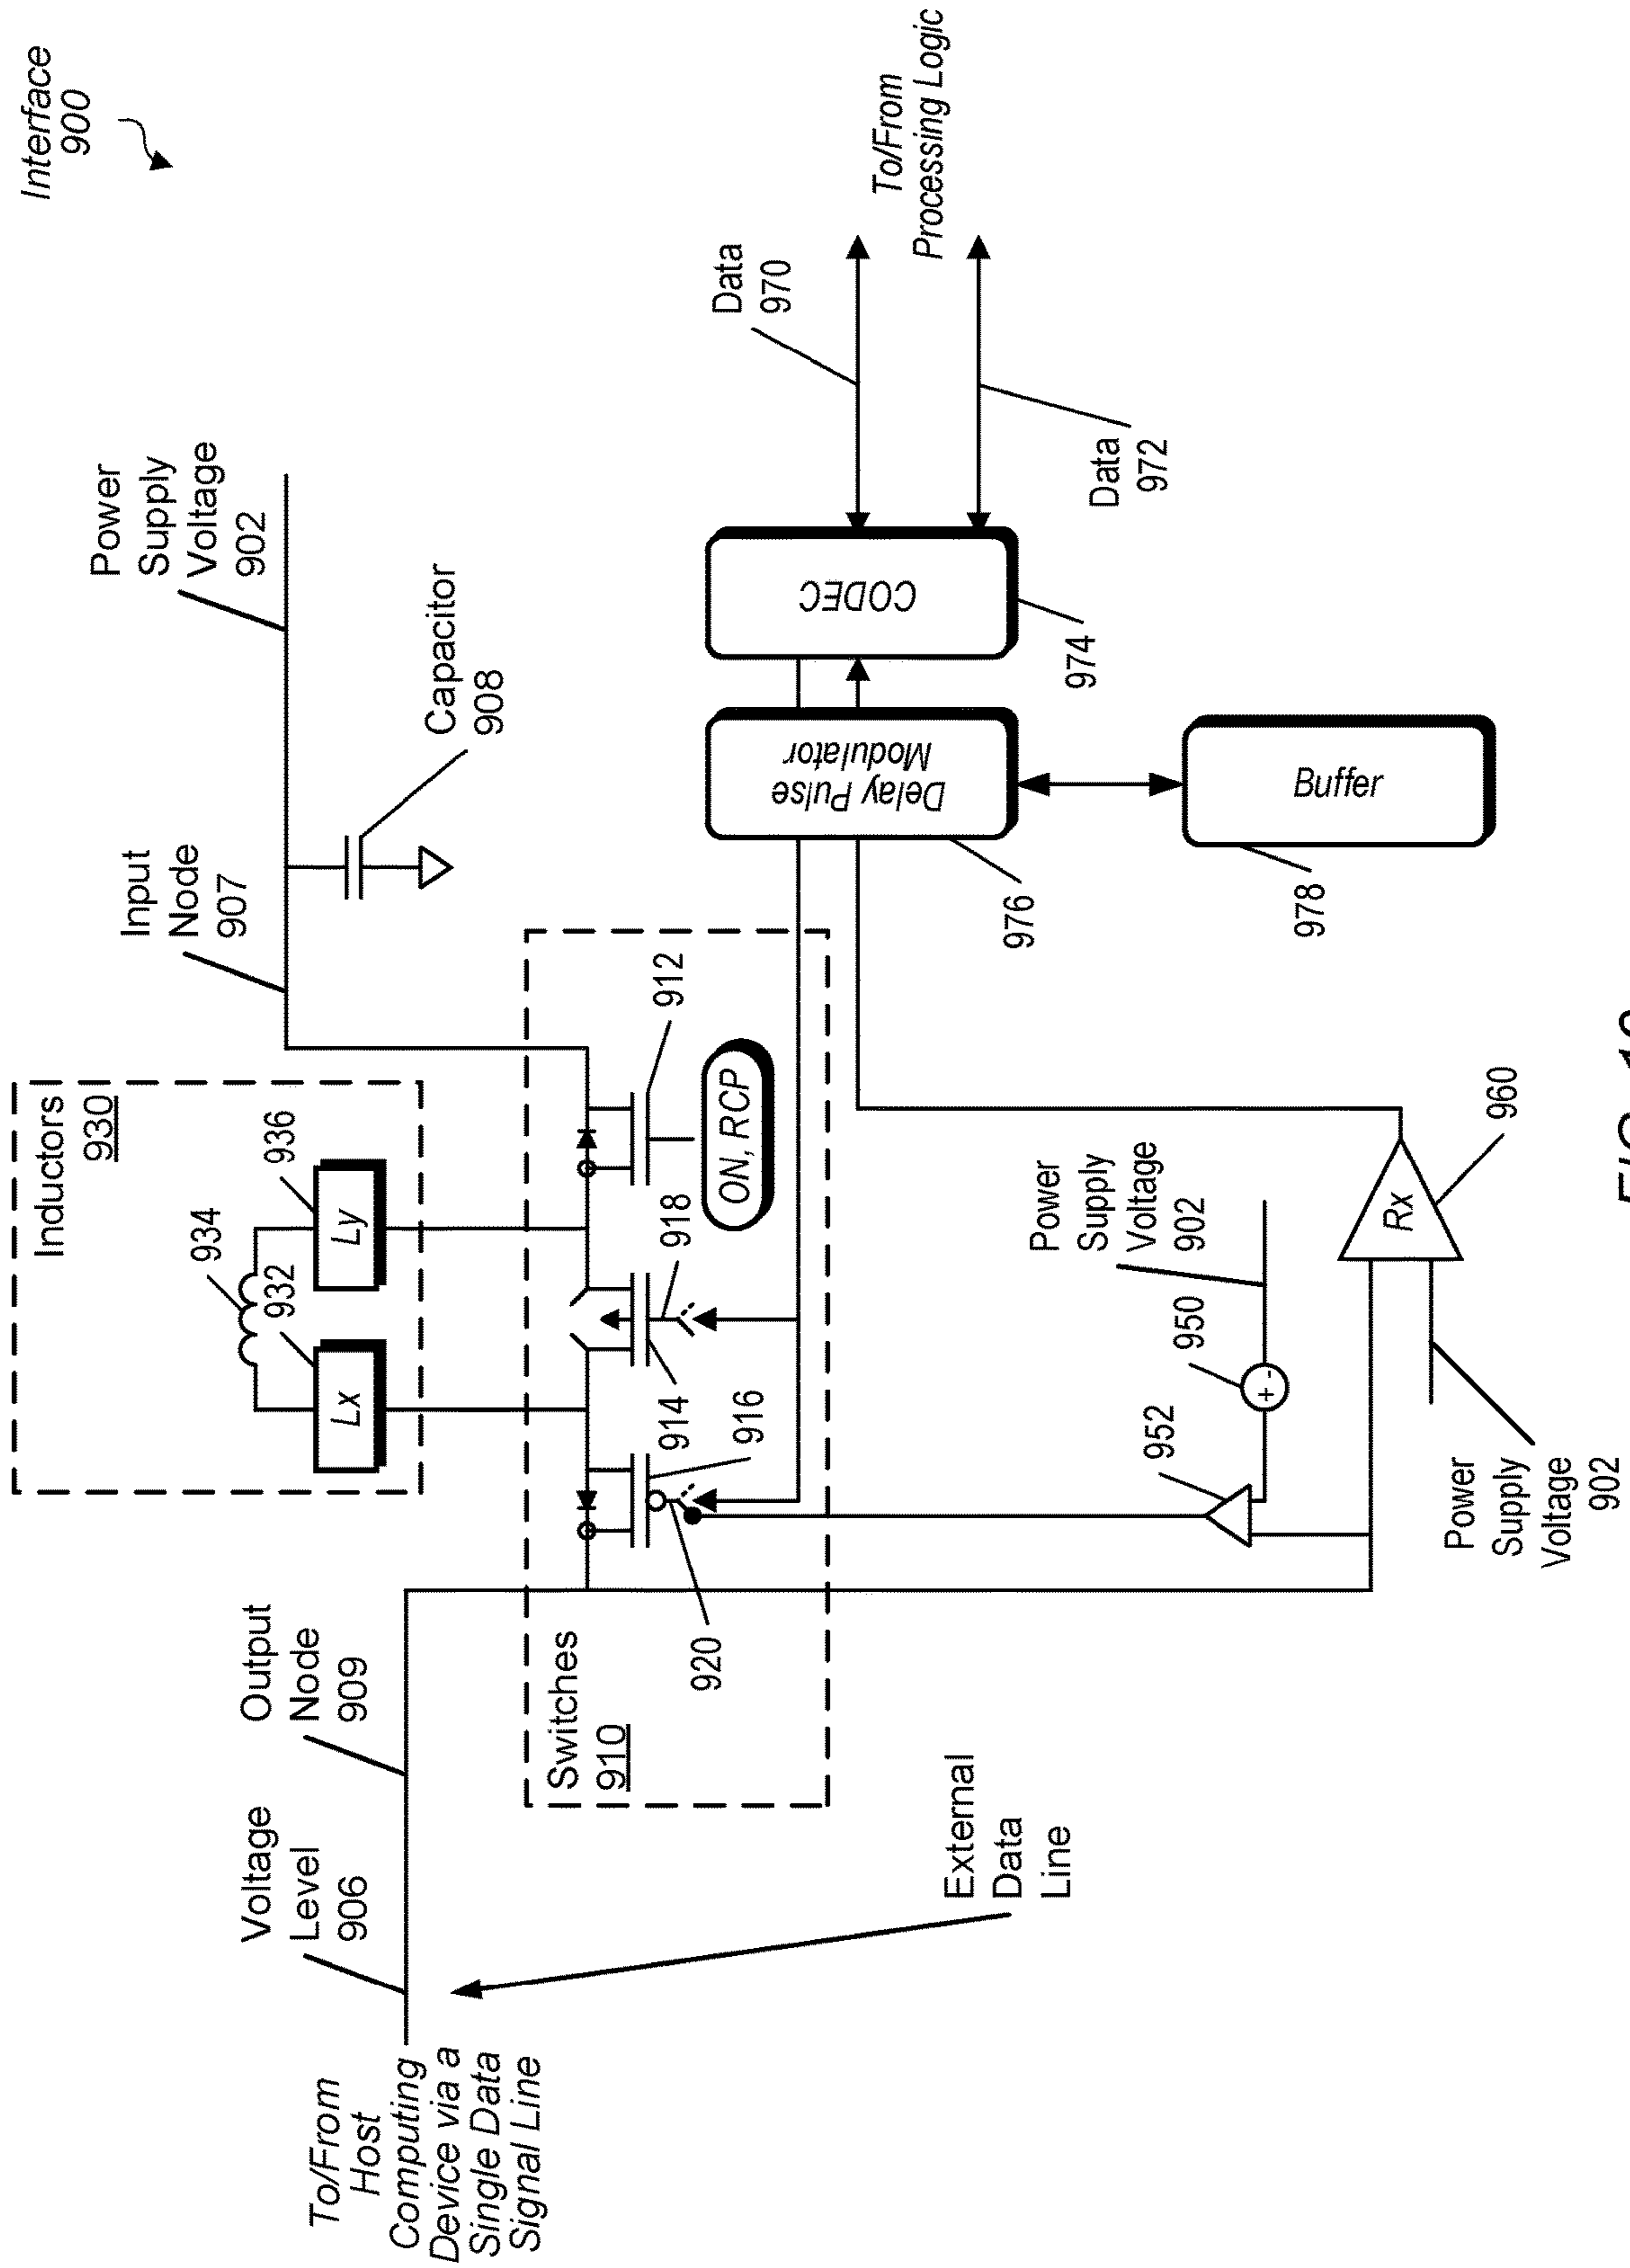 Interface
900
Inductors
930
934
932
936
Lx
Ly
Power
Supply
Voltage
902
Input
Node
907
Capacitor
908
Voltage
Level
906
Output
Node
909
To/From
Host
Computing
Device via a
Single Data
Signal Line
Switches
910
920
916
914
918
912
ON, RCP
External
Data
Line
Delay Pulse
Modulator
976
CODEC
974
Data
970
To/From
Processing Logic
Data
972
Buffer
978
952
950
Power
Supply
Voltage
902
Rx
960
Power
Supply
Voltage
902
FIG.